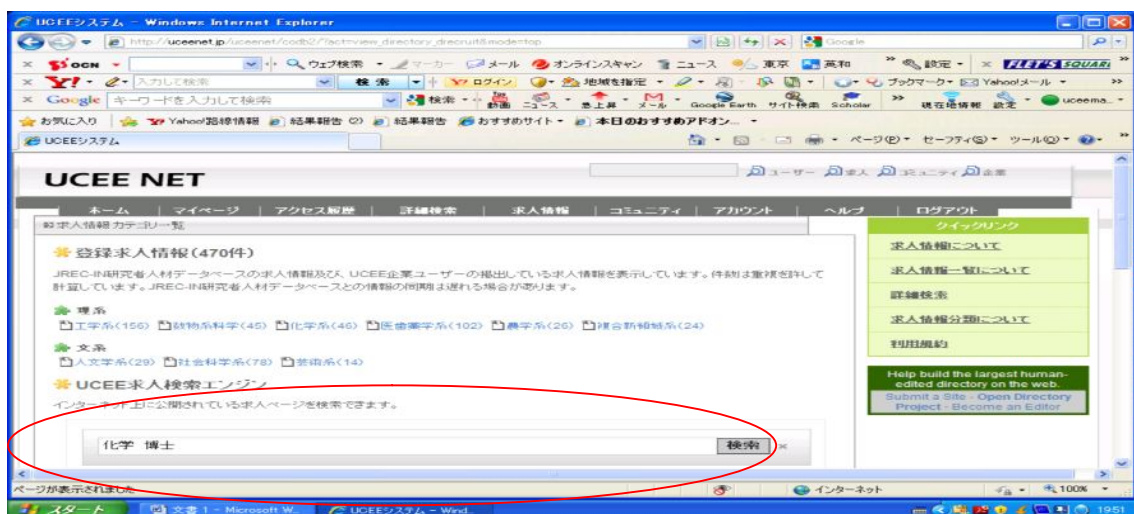 UCEEシステム - Windows Internet Explorer
http://uceenet.jp/uceenet/codb2/?act=view_directory_drecruit&mode=top
Google
OCN ウェブ検索 マーカー メール オンラインスキャン ニュース 東京 英和 設定 LET'S SQUARE
Y! 入力して検索 検索 ログイン 地域を指定 ブックマーク Yahoo!メール
Google キーワードを入力して検索 検索 動画 ニュース 急上昇 メール Google Earth サイト検索 Scholar 現在地情報 設定 uceema...
お気に入り Yahoo!路線情報 結果報告 (2) 結果報告 おすすめサイト 本日のおすすめアドオン...
UCEEシステム ページ(P) セーフティ(S) ツール(O)
UCEE NET
ユーザー 求人 コミュニティ 企業
ホーム | マイページ | アクセス履歴 | 詳細検索 | 求人情報 | コミュニティ | アカウント | ヘルプ | ログアウト
求人情報カテゴリ一覧
クイックリンク
登録求人情報(470件)
求人情報について
JREC-IN研究者人材データベースの求人情報及び、UCEE企業ユーザーの掲出している求人情報を表示しています。件数は重複を許して
計算しています。JREC-IN研究者人材データベースとの情報の同期は遅れる場合があります。
求人情報一覧について
詳細検索
理系
工学系(156) 数物系科学(45) 化学系(46) 医歯薬学系(102) 農学系(26) 複合新領域系(24)
求人情報分類について
文系
利用規約
人文学系(29) 社会科学系(78) 芸術系(14)
UCEE求人検索エンジン
インターネット上に公開されている求人ページを検索できます。
Help build the largest human-
edited directory on the web.
Submit a Site - Open Directory
Project - Become an Editor
化学 博士 検索 ×
ページが表示されました インターネット 100%
スタート 文書 1 - Microsoft W... UCEEシステム - Wind... 19:51